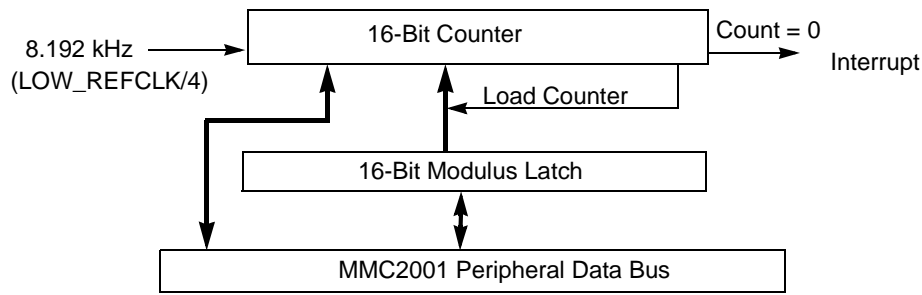 16-Bit Counter
Count = 0
8.192 kHz
(LOW_REFCLK/4)
Interrupt
Load Counter
16-Bit Modulus Latch
MMC2001 Peripheral Data Bus